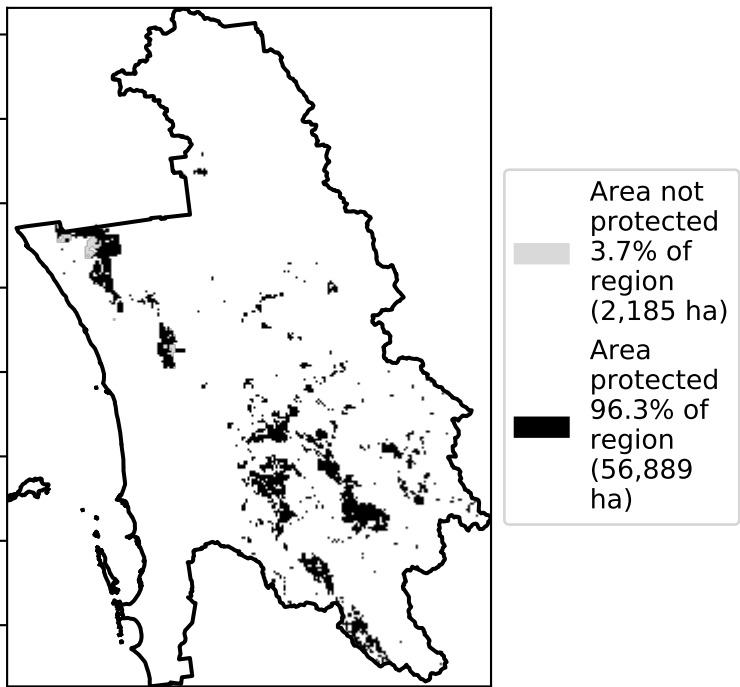 Area not
protected
3.7% of
region
(2,185 ha)
Area
protected
96.3% of
region
(56,889
ha)